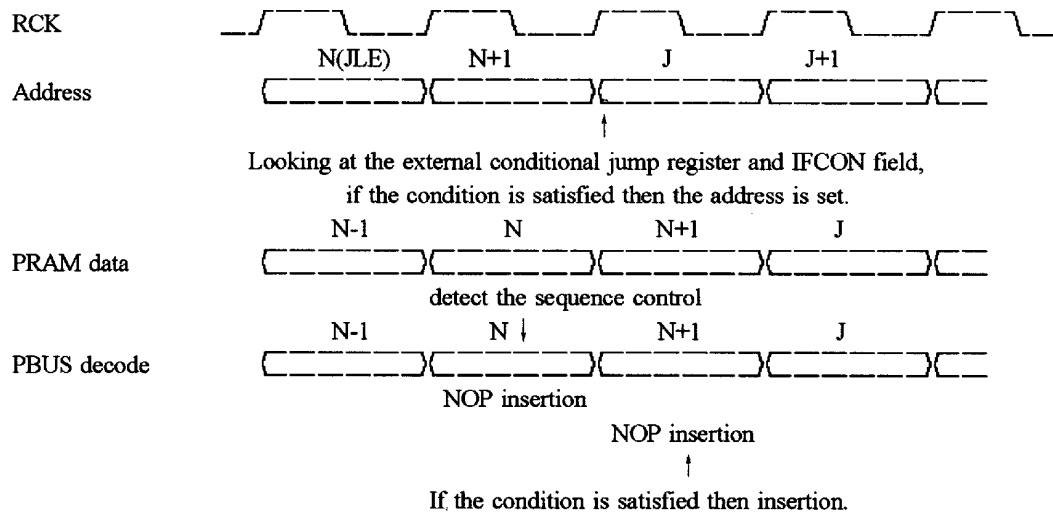 RCK
N(JLE) N+1 J J+1
Address
Looking at the external conditional jump register and IFCON field,
if the condition is satisfied then the address is set.
N-1 N N+1 J
PRAM data
detect the sequence control
N-1 N N+1 J
PBUS decode
NOP insertion
NOP insertion
If the condition is satisfied then insertion.